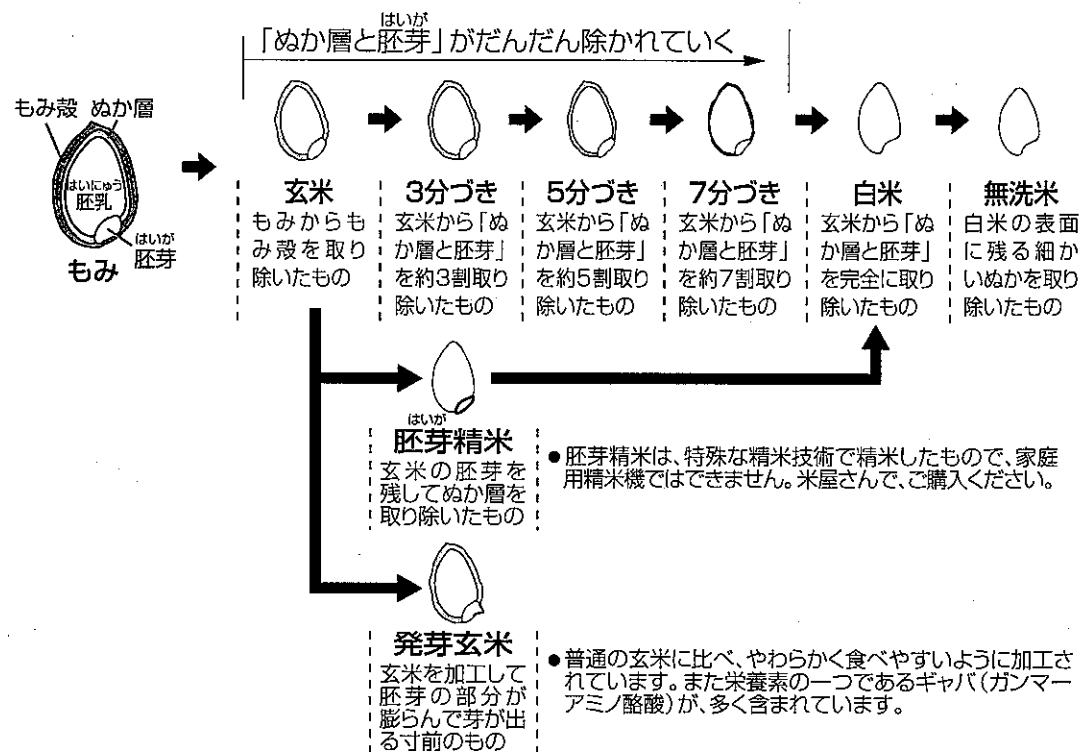 「ぬか層と胚芽」がだんだん除かれていく
はいが
もみ殻 ぬか層
はいにゅう
胚乳
はいが
胚芽
もみ
玄米
もみからも
み殻を取り
除いたもの
3分づき
玄米から「ぬ
か層と胚芽」
を約3割取り
除いたもの
5分づき
玄米から「ぬ
か層と胚芽」
を約5割取り
除いたもの
7分づき
玄米から「ぬ
か層と胚芽」
を約7割取り
除いたもの
白米
玄米から「ぬ
か層と胚芽」
を完全に取り
除いたもの
無洗米
白米の表面
に残る細か
いぬかを取り
除いたもの
はいが
胚芽精米
玄米の胚芽を
残してぬか層を
取り除いたもの
●胚芽精米は、特殊な精米技術で精米したもので、家庭
用精米機ではできません。米屋さんで、ご購入ください。
発芽玄米
玄米を加工して
胚芽の部分が
膨らんで芽が出
る寸前のもの
●普通の玄米に比べ、やわらかく食べやすいように加工さ
れています。また栄養素の一つであるギャバ(ガンマー
アミノ酪酸)が、多く含まれています。